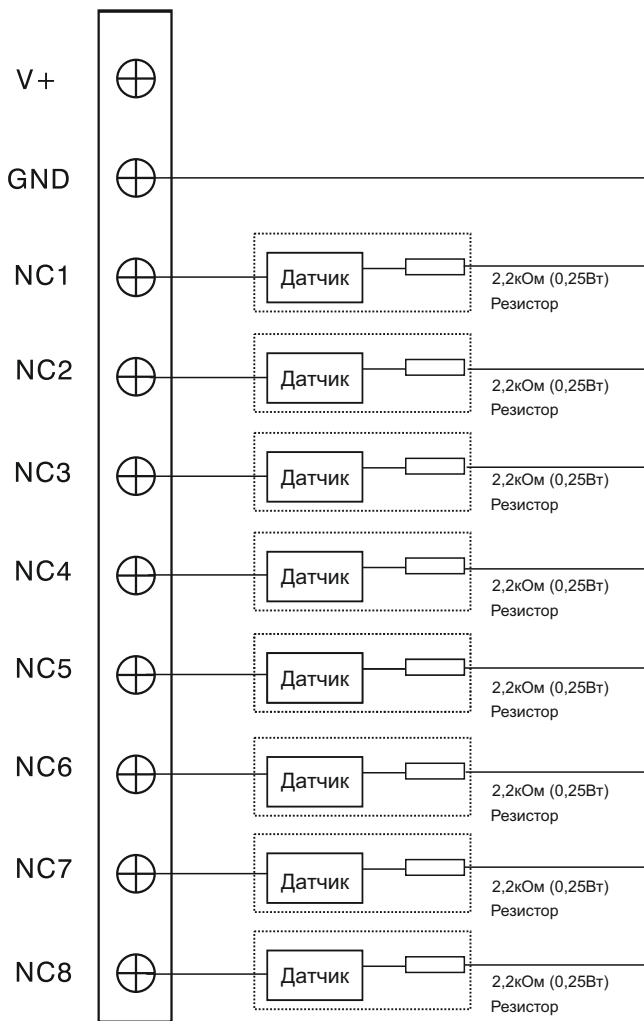 V+
GND
NC1
Датчик
2,2кОм (0,25Вт)
Резистор
NC2
Датчик
2,2кОм (0,25Вт)
Резистор
NC3
Датчик
2,2кОм (0,25Вт)
Резистор
NC4
Датчик
2,2кОм (0,25Вт)
Резистор
NC5
Датчик
2,2кОм (0,25Вт)
Резистор
NC6
Датчик
2,2кОм (0,25Вт)
Резистор
NC7
Датчик
2,2кОм (0,25Вт)
Резистор
NC8
Датчик
2,2кОм (0,25Вт)
Резистор